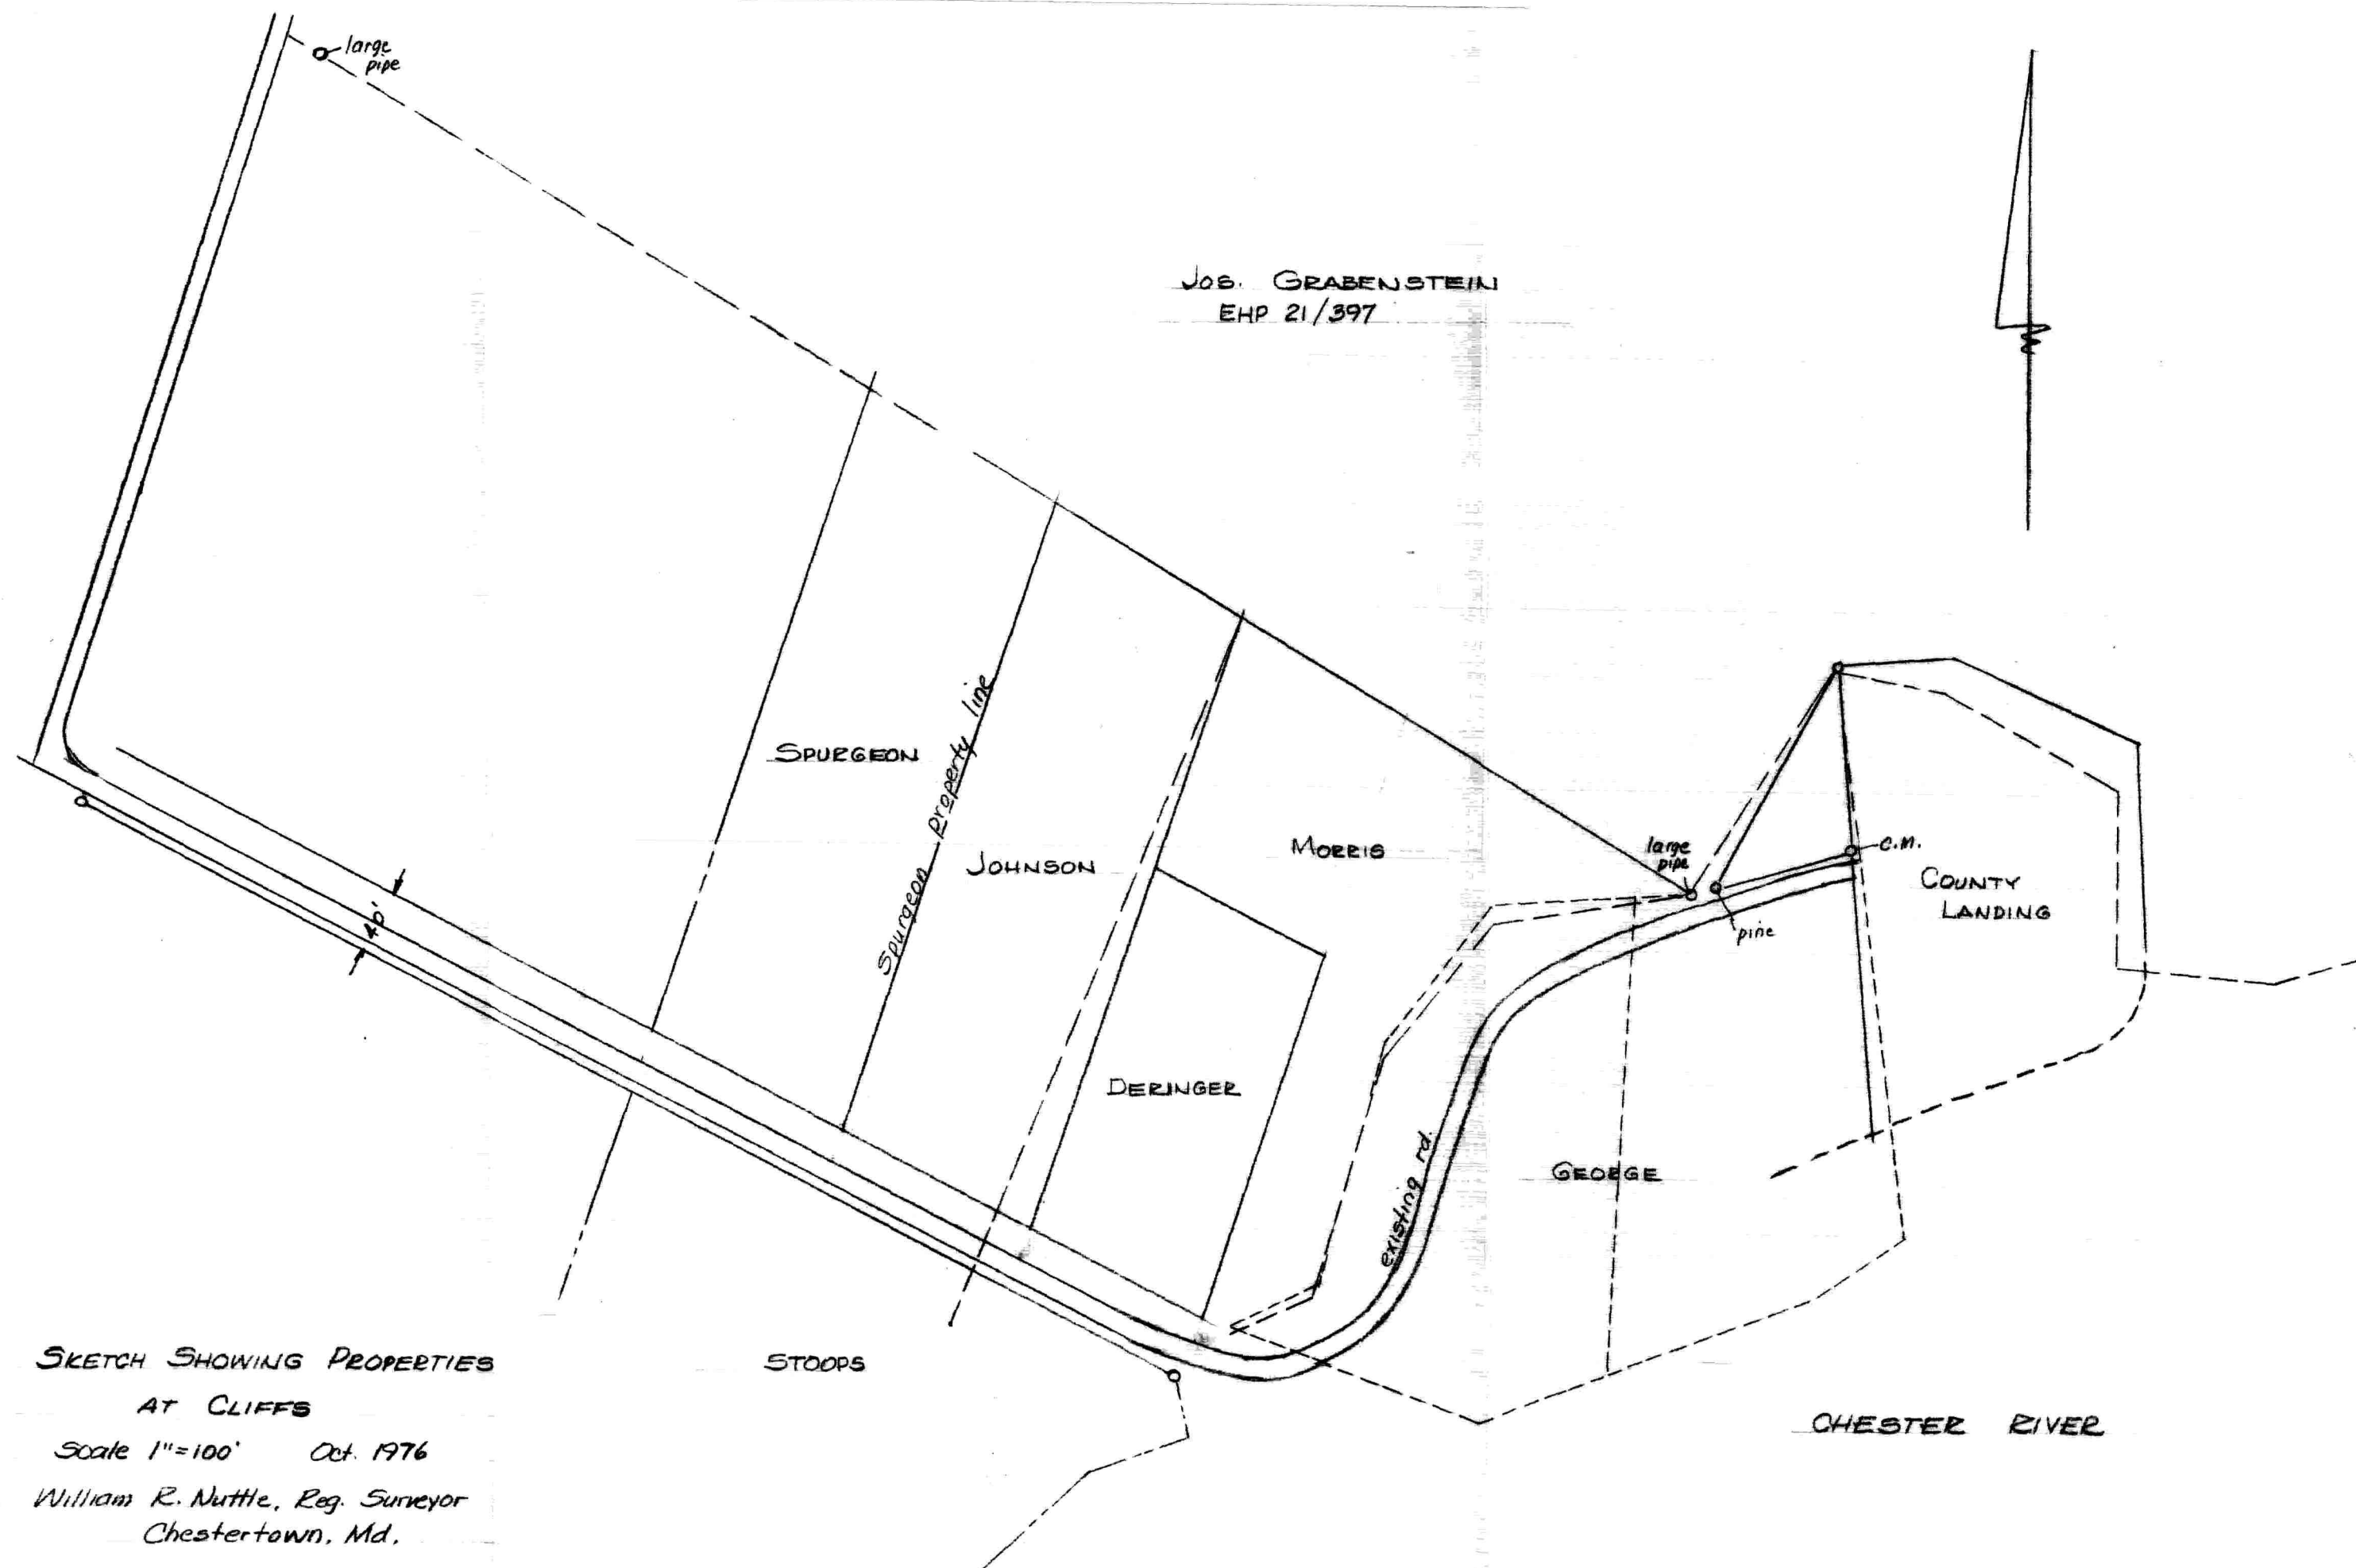 large
pipe
Jos. GRABENSTEIN
EHP 21/397
SPURGEON
Spurgeon property line
JOHNSON
MORRIS
large
pipe
C.M.
COUNTY
LANDING
pine
40'
DERINGER
existing rd.
GEORGE
STOOPS
CHESTER RIVER
SKETCH SHOWING PROPERTIES
AT CLIFFS
Scale 1"=100' Oct. 1976
William R. Nuttle, Reg. Surveyor
Chestertown, Md.